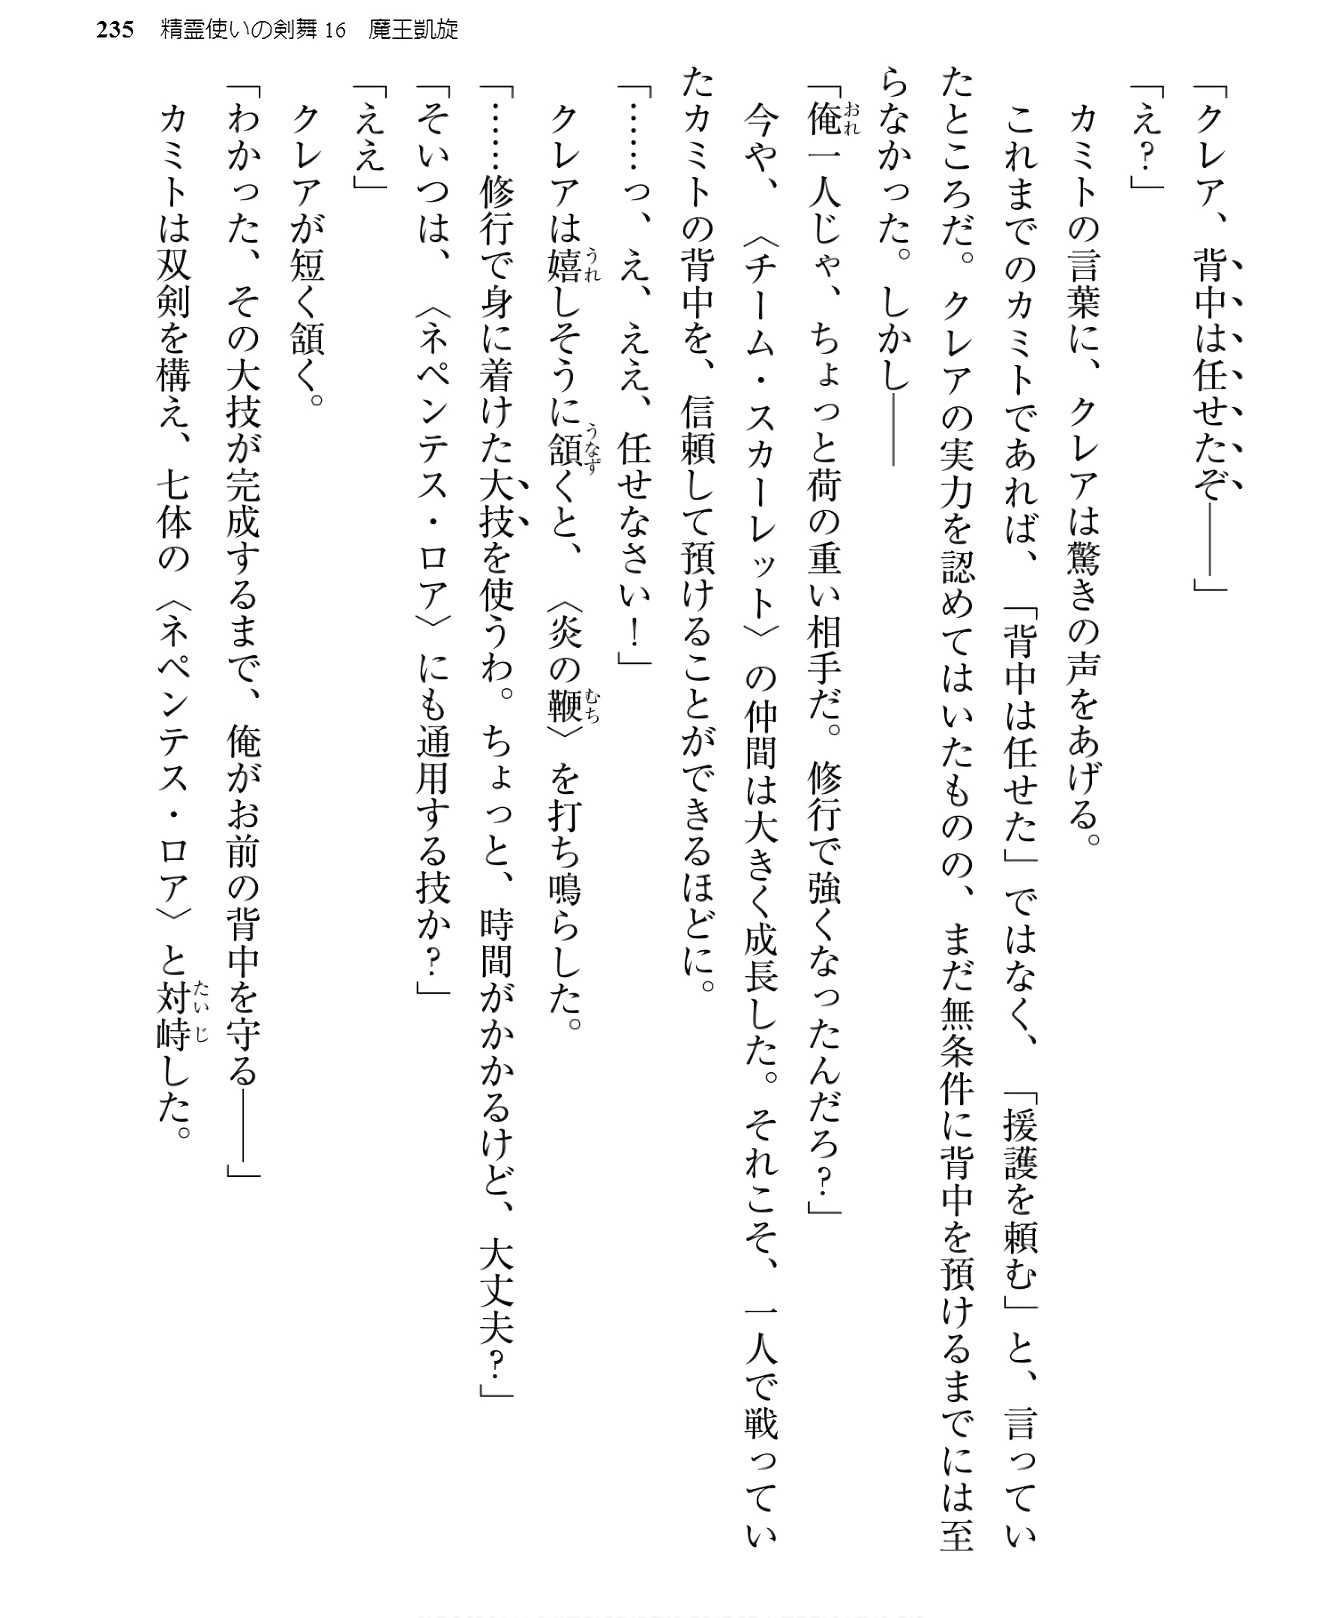 235 精霊使いの剣舞16 魔王凱旋
「クレア、背中は任せたぞ――」
「え？」
　カミトの言葉に、クレアは驚きの声をあげる。
　これまでのカミトであれば、「背中は任せた」ではなく、「援護を頼む」と、言ってい
たところだ。クレアの実力を認めてはいたものの、まだ無条件に背中を預けるまでには至
らなかった。しかし――
「俺一人じゃ、ちょっと荷の重い相手だ。修行で強くなったんだろ？」
　今や、〈チーム・スカーレット〉の仲間は大きく成長した。それこそ、一人で戦ってい
たカミトの背中を、信頼して預けることができるほどに。
「……っ、え、ええ、任せなさい！」
　クレアは嬉しそうに頷くと、〈炎の鞭〉を打ち鳴らした。
「……修行で身に着けた大技を使うわ。ちょっと、時間がかかるけど、大丈夫？」
「そいつは、〈ネペンテス・ロア〉にも通用する技か？」
「ええ」
　クレアが短く頷く。
「わかった、その大技が完成するまで、俺がお前の背中を守る――」
　カミトは双剣を構え、七体の〈ネペンテス・ロア〉と対峙した。